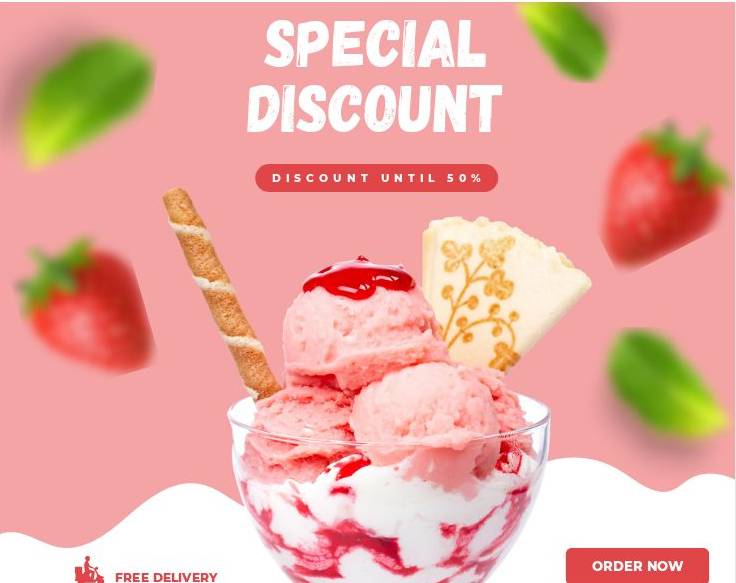 SPECIAL
DISCOUNT
DISCOUNT UNTIL 50%
FREE DELIVERY
ORDER NOW